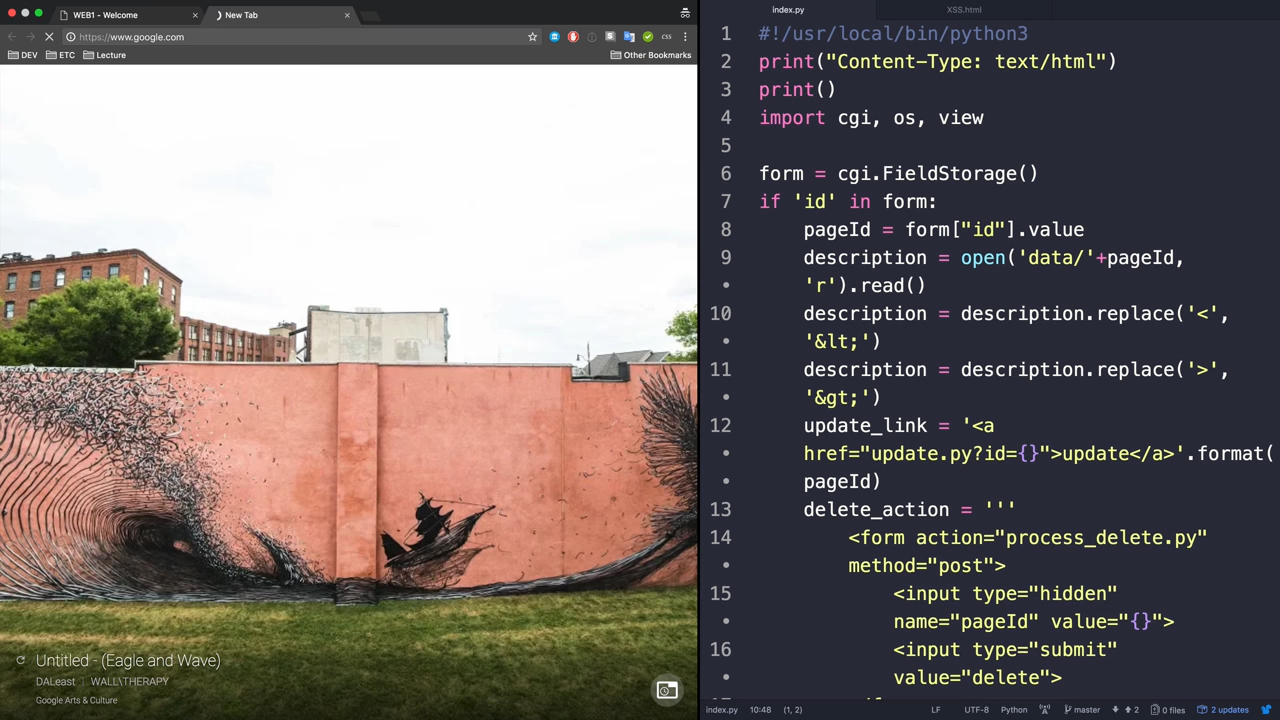 WEB1 - Welcome
New Tab
https://www.google.com
css
DEV
ETC
Lecture
Other Bookmarks
Untitled - (Eagle and Wave)
DALeast | WALL\THERAPY
Google Arts & Culture
index.py
XSS.html
1 #!/usr/local/bin/python3
2 print("Content-Type: text/html")
3 print()
4 import cgi, os, view
5
6 form = cgi.FieldStorage()
7 if 'id' in form:
8 pageId = form["id"].value
9 description = open('data/'+pageId,
• 'r').read()
10 description = description.replace('<',
• '&lt;')
11 description = description.replace('>',
• '&gt;')
12 update_link = '<a
• href="update.py?id={}">update</a>'.format(
• pageId)
13 delete_action = '''
14 <form action="process_delete.py"
• method="post">
15 <input type="hidden"
• name="pageId" value="{}">
16 <input type="submit"
• value="delete">
index.py 10:48 (1, 2)
LF UTF-8 Python master 2 0 files 2 updates